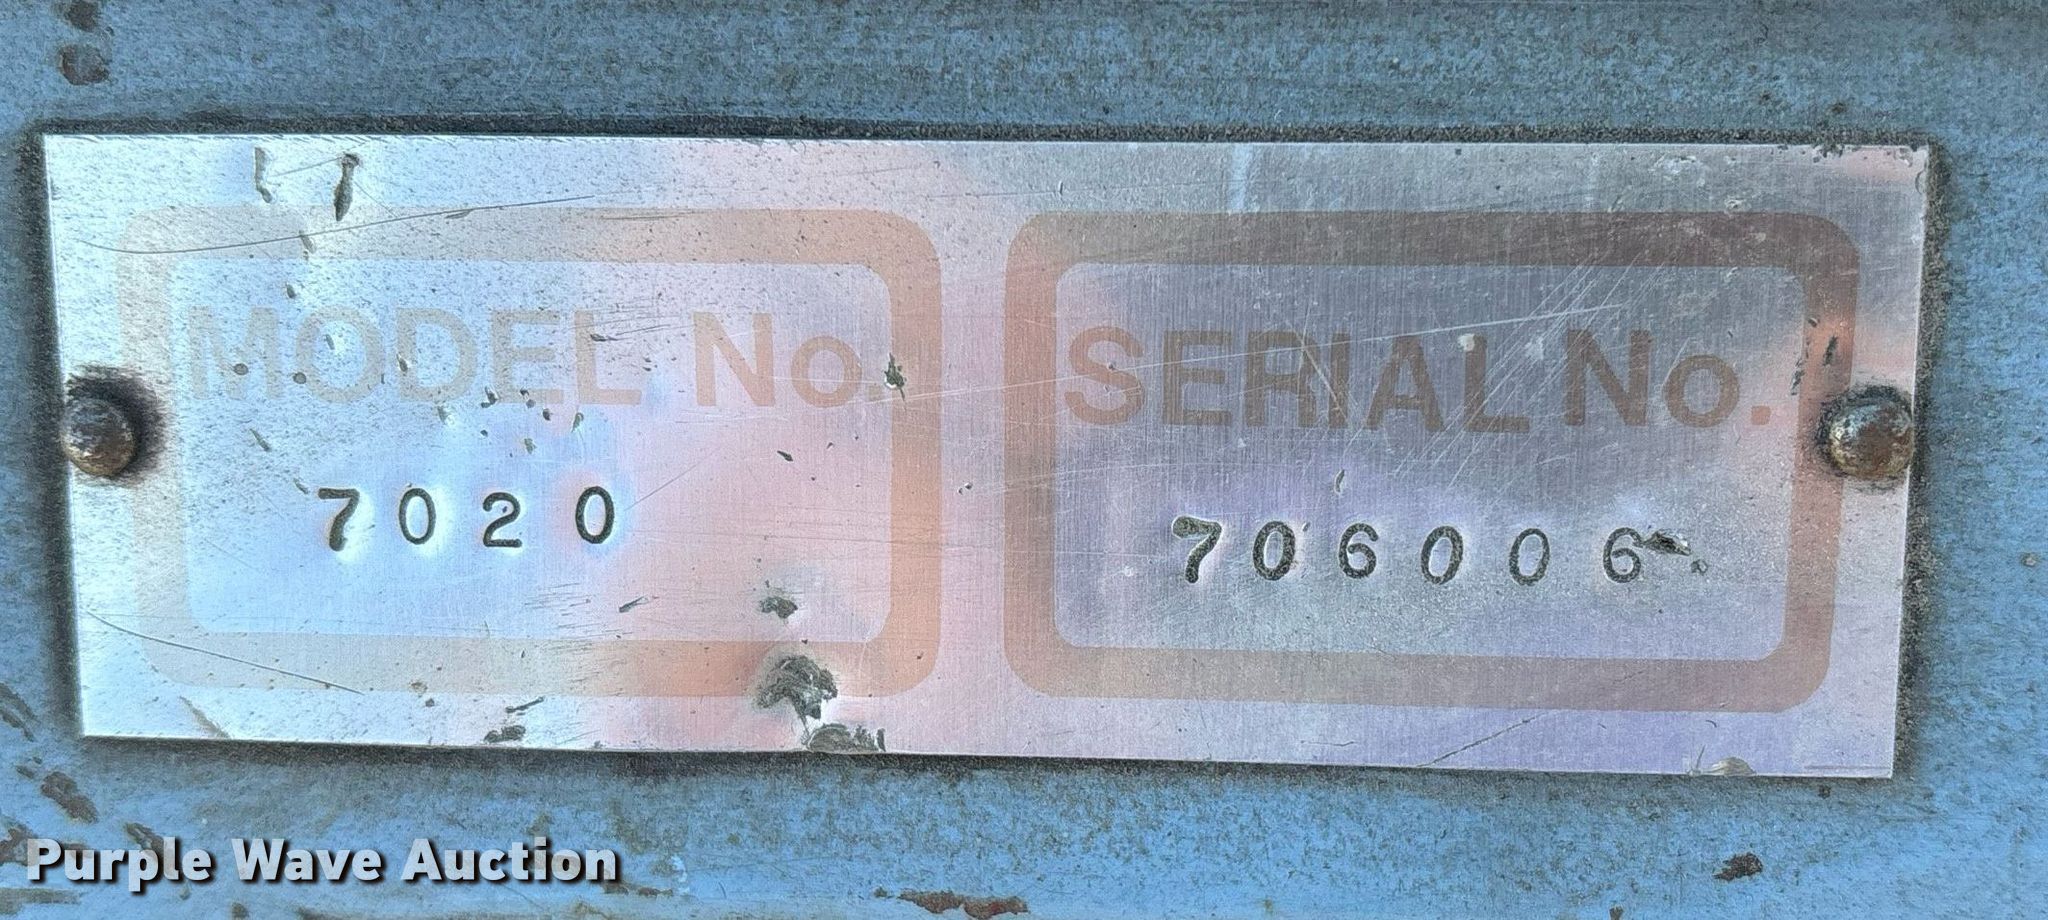 MODEL No.
7020
SERIAL No.
706006
Purple Wave Auction